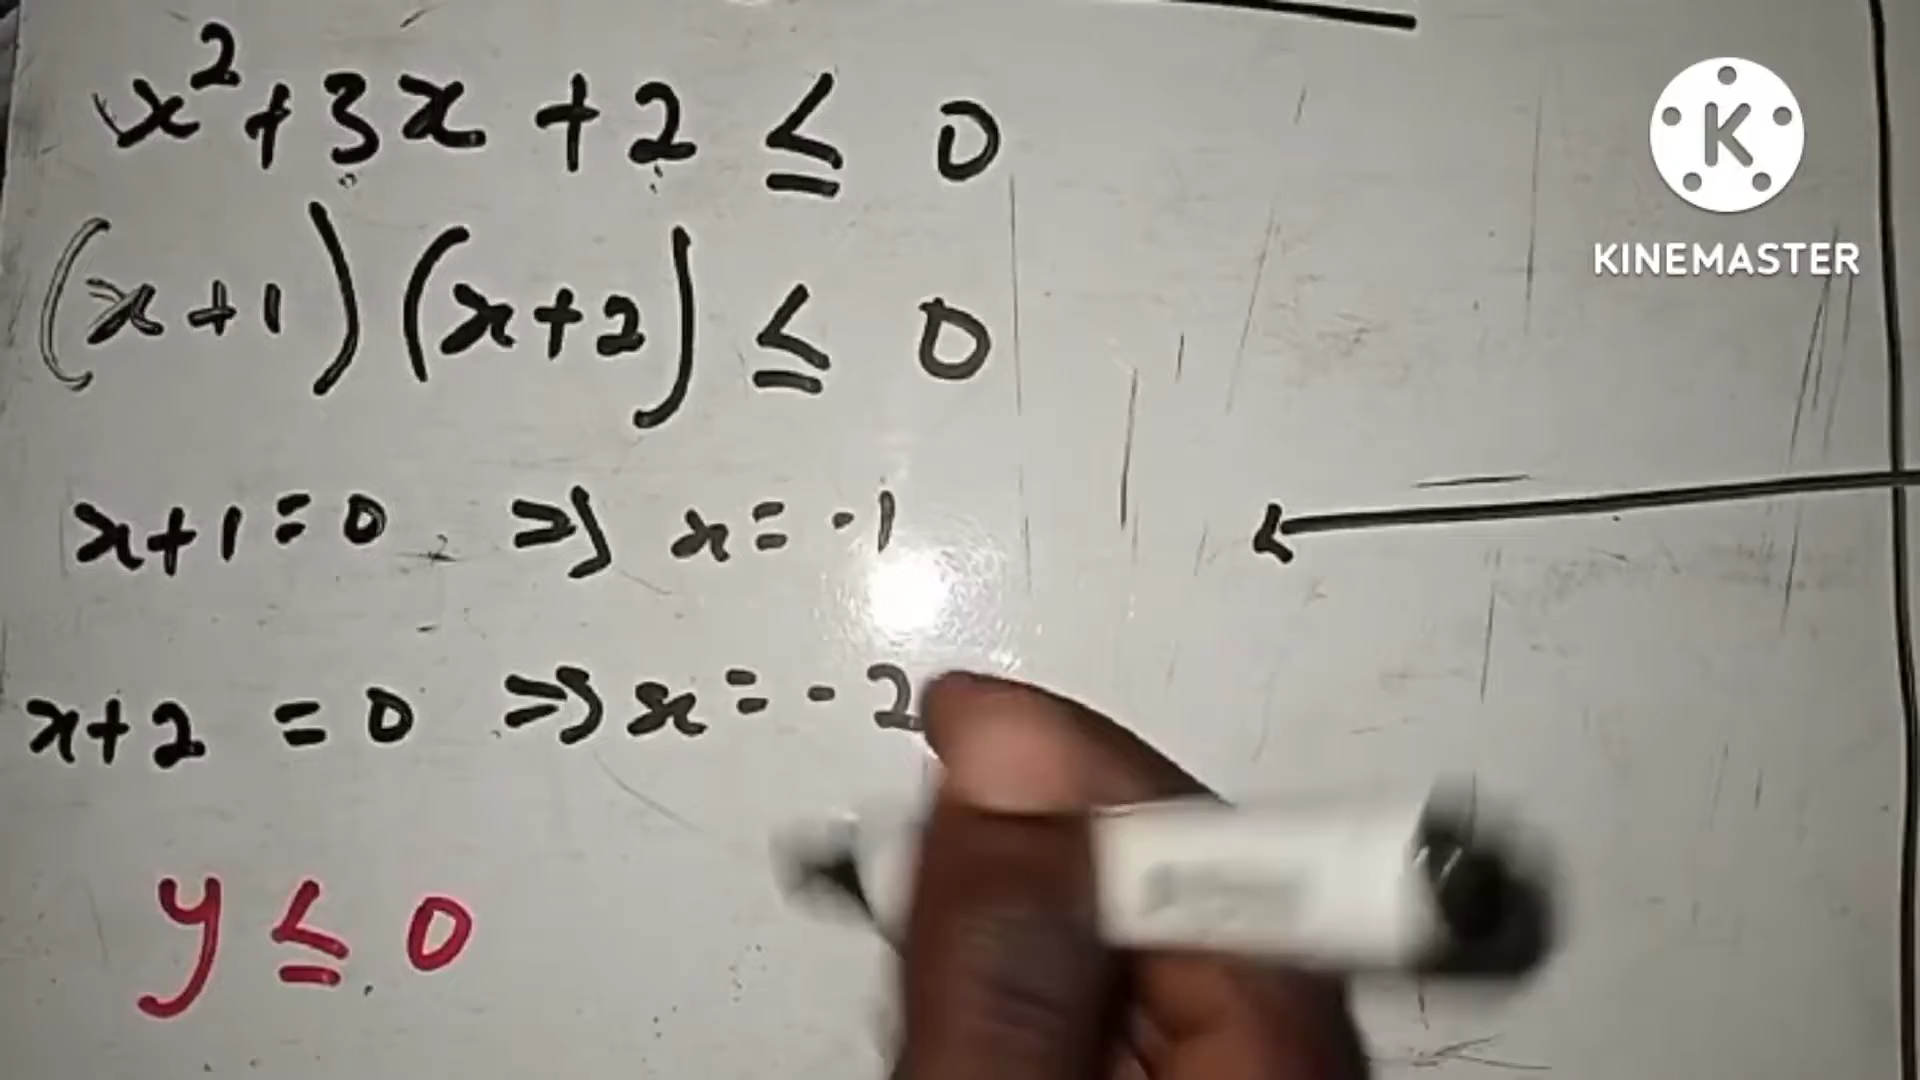 x²+3x+2 ≤ 0
(x+1)(x+2) ≤ 0
x+1=0 => x=-1
x+2=0 => x=-2
y ≤ 0
K
KINEMASTER